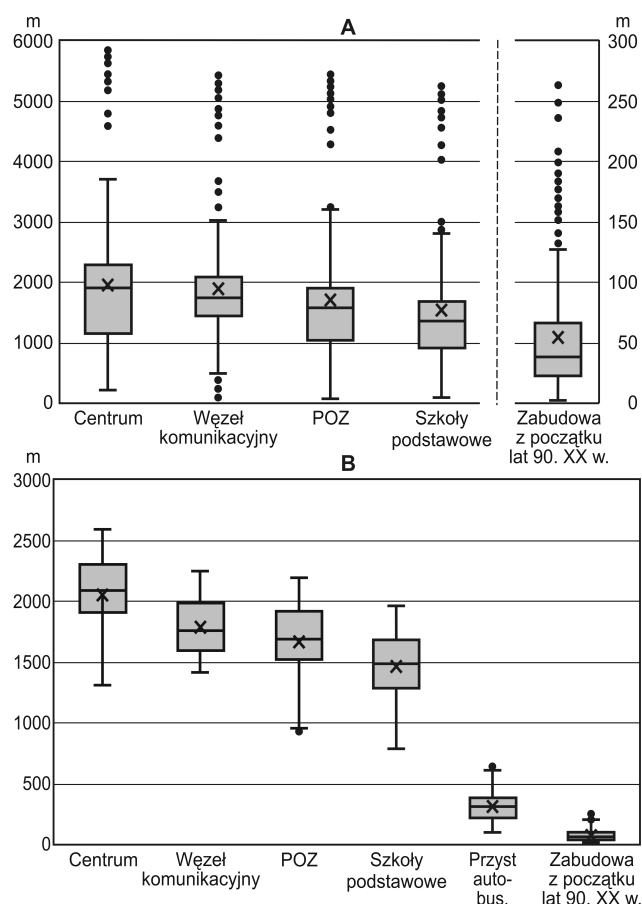 m
A
m
6000
300
5000
250
4000
200
3000
150
2000
100
1000
50
0
0
Centrum
Węzeł
komunikacyjny
POZ
Szkoły
podstawowe
Zabudowa
z początku
lat 90. XX w.
m
B
3000
2500
2000
1500
1000
500
0
Centrum
Węzeł
komunikacyjny
POZ
Szkoły
podstawowe
Przyst
auto-
bus.
Zabudowa
z początku
lat 90. XX w.